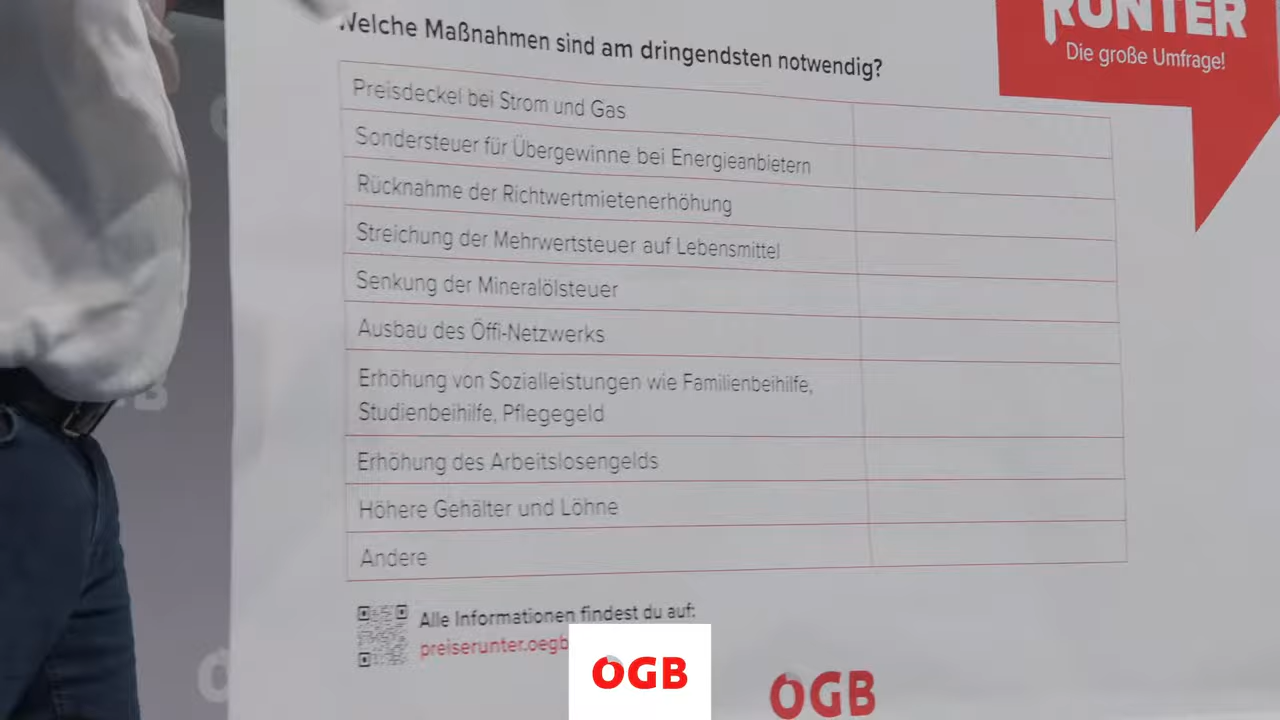 RUNTER
Die große Umfrage!
Welche Maßnahmen sind am dringendsten notwendig?
Preisdeckel bei Strom und Gas
Sondersteuer für Übergewinne bei Energieanbietern
Rücknahme der Richtwertmietenerhöhung
Streichung der Mehrwertsteuer auf Lebensmittel
Senkung der Mineralölsteuer
Ausbau des Öffi-Netzwerks
Erhöhung von Sozialleistungen wie Familienbeihilfe,
Studienbeihilfe, Pflegegeld
Erhöhung des Arbeitslosengelds
Höhere Gehälter und Löhne
Andere
Alle Informationen findest du auf:
preiserunter.oegb
ÖGB
ÖGB